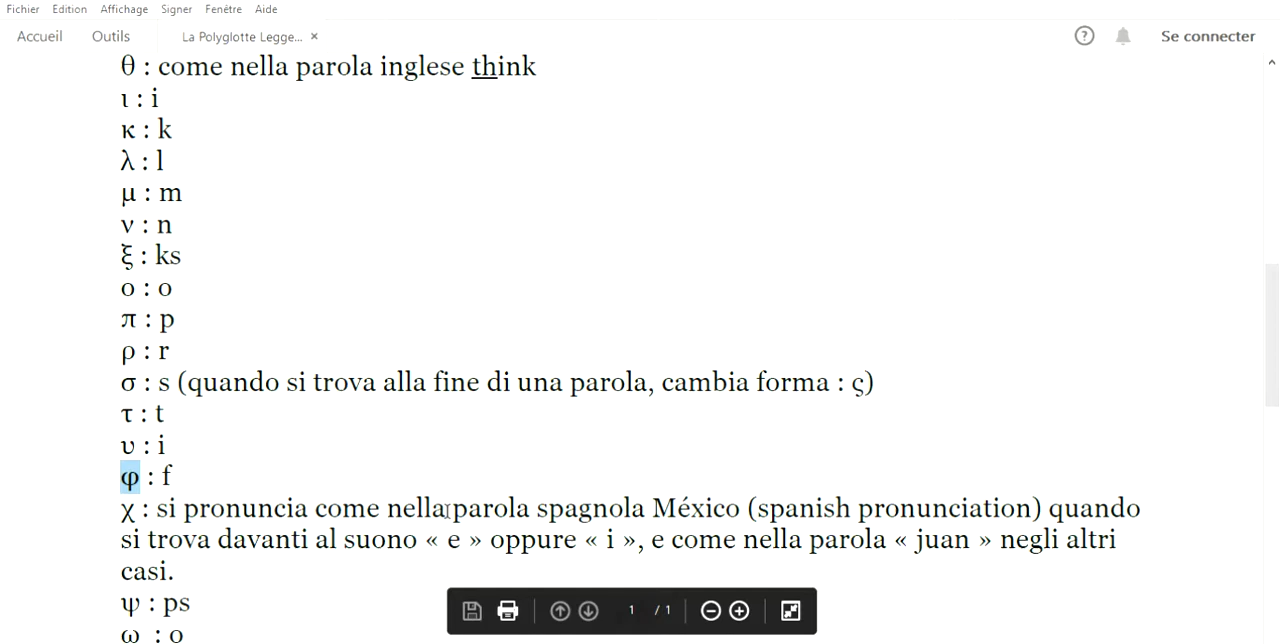 Fichier Edition Affichage Signer Fenêtre Aide
Accueil Outils La Polyglotte Legge... × ? Se connecter
θ : come nella parola inglese think
ι : i
κ : k
λ : l
μ : m
ν : n
ξ : ks
ο : o
π : p
ρ : r
σ : s (quando si trova alla fine di una parola, cambia forma : ς)
τ : t
υ : i
φ : f
χ : si pronuncia come nella parola spagnola México (spanish pronunciation) quando
si trova davanti al suono « e » oppure « i », e come nella parola « juan » negli altri
casi.
ψ : ps
ω : o
1 / 1